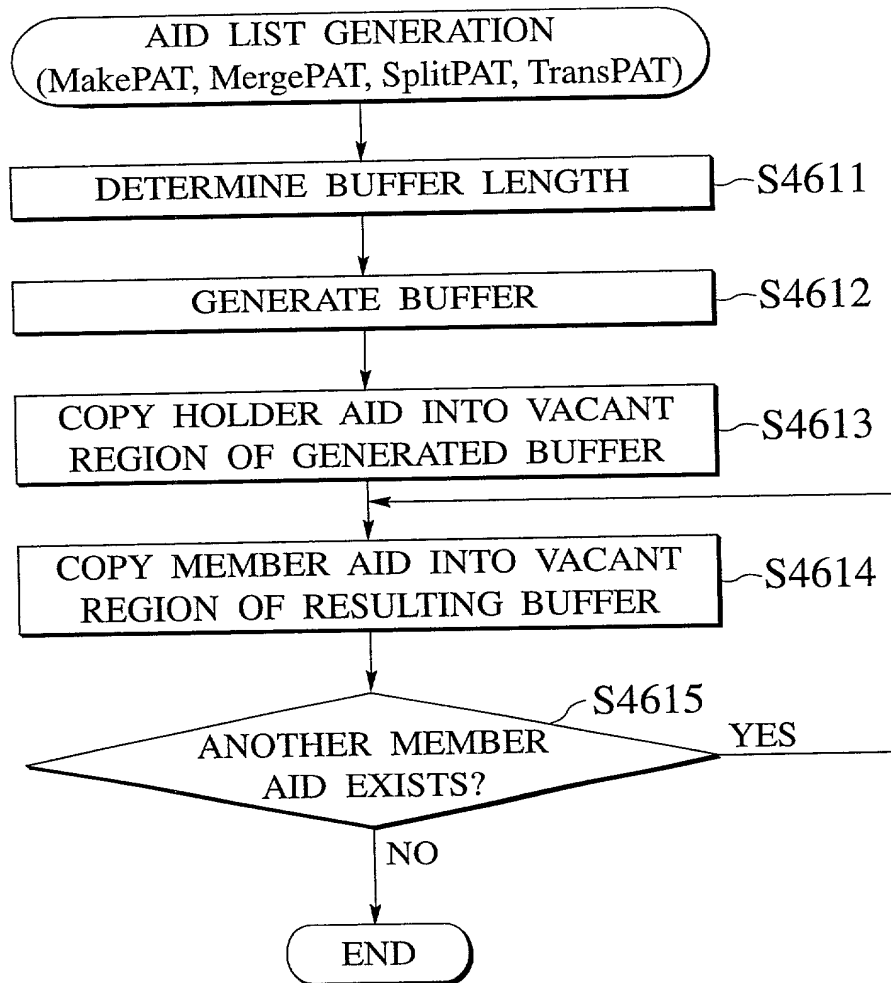 AID LIST GENERATION
(MakePAT, MergePAT, SplitPAT, TransPAT)
DETERMINE BUFFER LENGTH
S4611
GENERATE BUFFER
S4612
COPY HOLDER AID INTO VACANT
REGION OF GENERATED BUFFER
S4613
COPY MEMBER AID INTO VACANT
REGION OF RESULTING BUFFER
S4614
S4615
ANOTHER MEMBER
AID EXISTS?
YES
NO
END